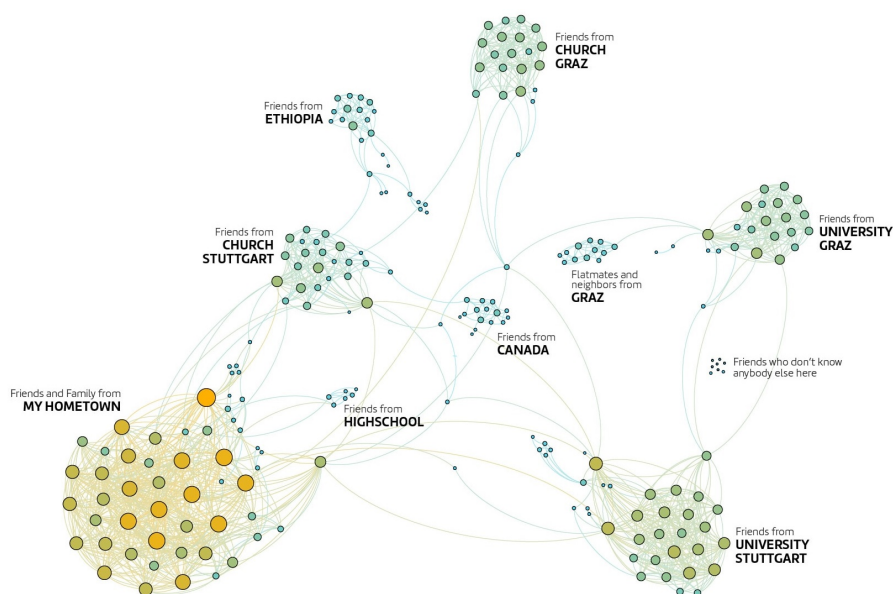 Friends from
CHURCH
GRAZ
Friends from
ETHIOPIA
Friends from
CHURCH
STUTTGART
Friends from
UNIVERSITY
GRAZ
Flatmates and
neighbors from
GRAZ
Friends from
CANADA
Friends who don't know
anybody else here
Friends and Family from
MY HOMETOWN
Friends from
HIGHSCHOOL
Friends from
UNIVERSITY
STUTTGART